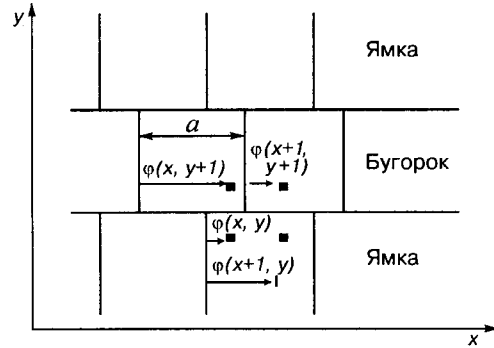 y
Ямка
a
φ(x+1,
y+1)
φ(x, y+1)
Бугорок
φ(x, y)
φ(x+1, y)
Ямка
x